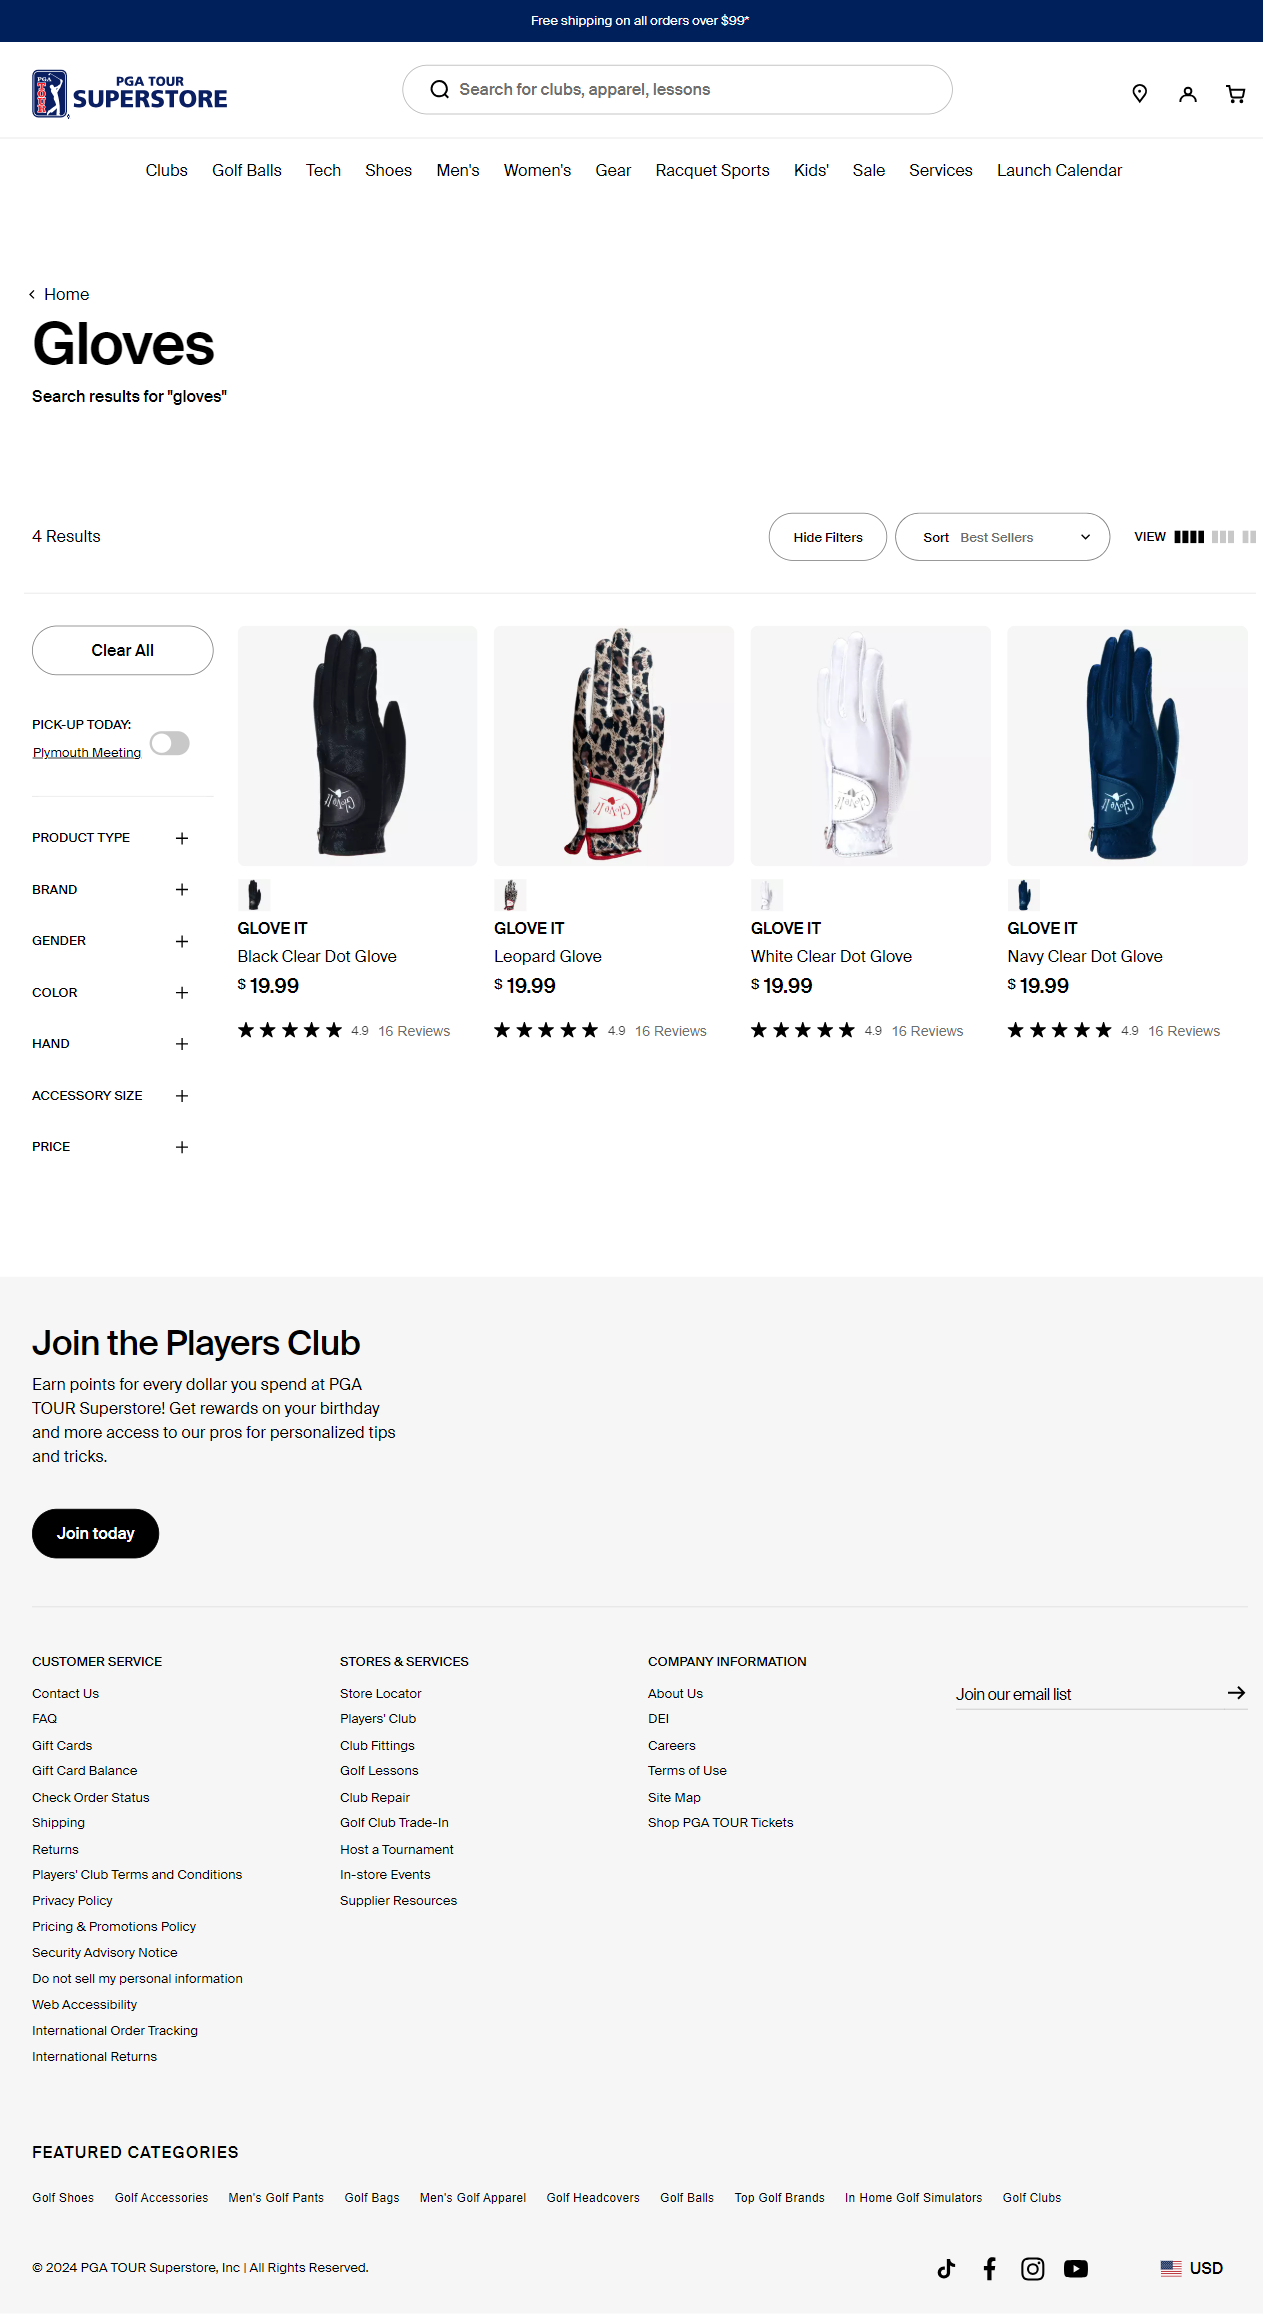 Free shipping on all orders over $99*
PGA TOUR
SUPERSTORE
Search for clubs, apparel, lessons
Clubs Golf Balls Tech Shoes Men's Women's Gear Racquet Sports Kids' Sale Services Launch Calendar
Home
Gloves
Search results for "gloves"
4 Results
Hide Filters
Sort Best Sellers
VIEW
Clear All
PICK-UP TODAY:
Plymouth Meeting
PRODUCT TYPE
BRAND
GENDER
COLOR
HAND
ACCESSORY SIZE
PRICE
GLOVE IT
Black Clear Dot Glove
$ 19.99
4.9 16 Reviews
GLOVE IT
Leopard Glove
$ 19.99
4.9 16 Reviews
GLOVE IT
White Clear Dot Glove
$ 19.99
4.9 16 Reviews
GLOVE IT
Navy Clear Dot Glove
$ 19.99
4.9 16 Reviews
Join the Players Club
Earn points for every dollar you spend at PGA
TOUR Superstore! Get rewards on your birthday
and more access to our pros for personalized tips
and tricks.
Join today
CUSTOMER SERVICE
Contact Us
FAQ
Gift Cards
Gift Card Balance
Check Order Status
Shipping
Returns
Players' Club Terms and Conditions
Privacy Policy
Pricing & Promotions Policy
Security Advisory Notice
Do not sell my personal information
Web Accessibility
International Order Tracking
International Returns
STORES & SERVICES
Store Locator
Players' Club
Club Fittings
Golf Lessons
Club Repair
Golf Club Trade-In
Host a Tournament
In-store Events
Supplier Resources
COMPANY INFORMATION
About Us
DEI
Careers
Terms of Use
Site Map
Shop PGA TOUR Tickets
Join our email list
FEATURED CATEGORIES
Golf Shoes Golf Accessories Men's Golf Pants Golf Bags Men's Golf Apparel Golf Headcovers Golf Balls Top Golf Brands In Home Golf Simulators Golf Clubs
© 2024 PGA TOUR Superstore, Inc | All Rights Reserved.
USD